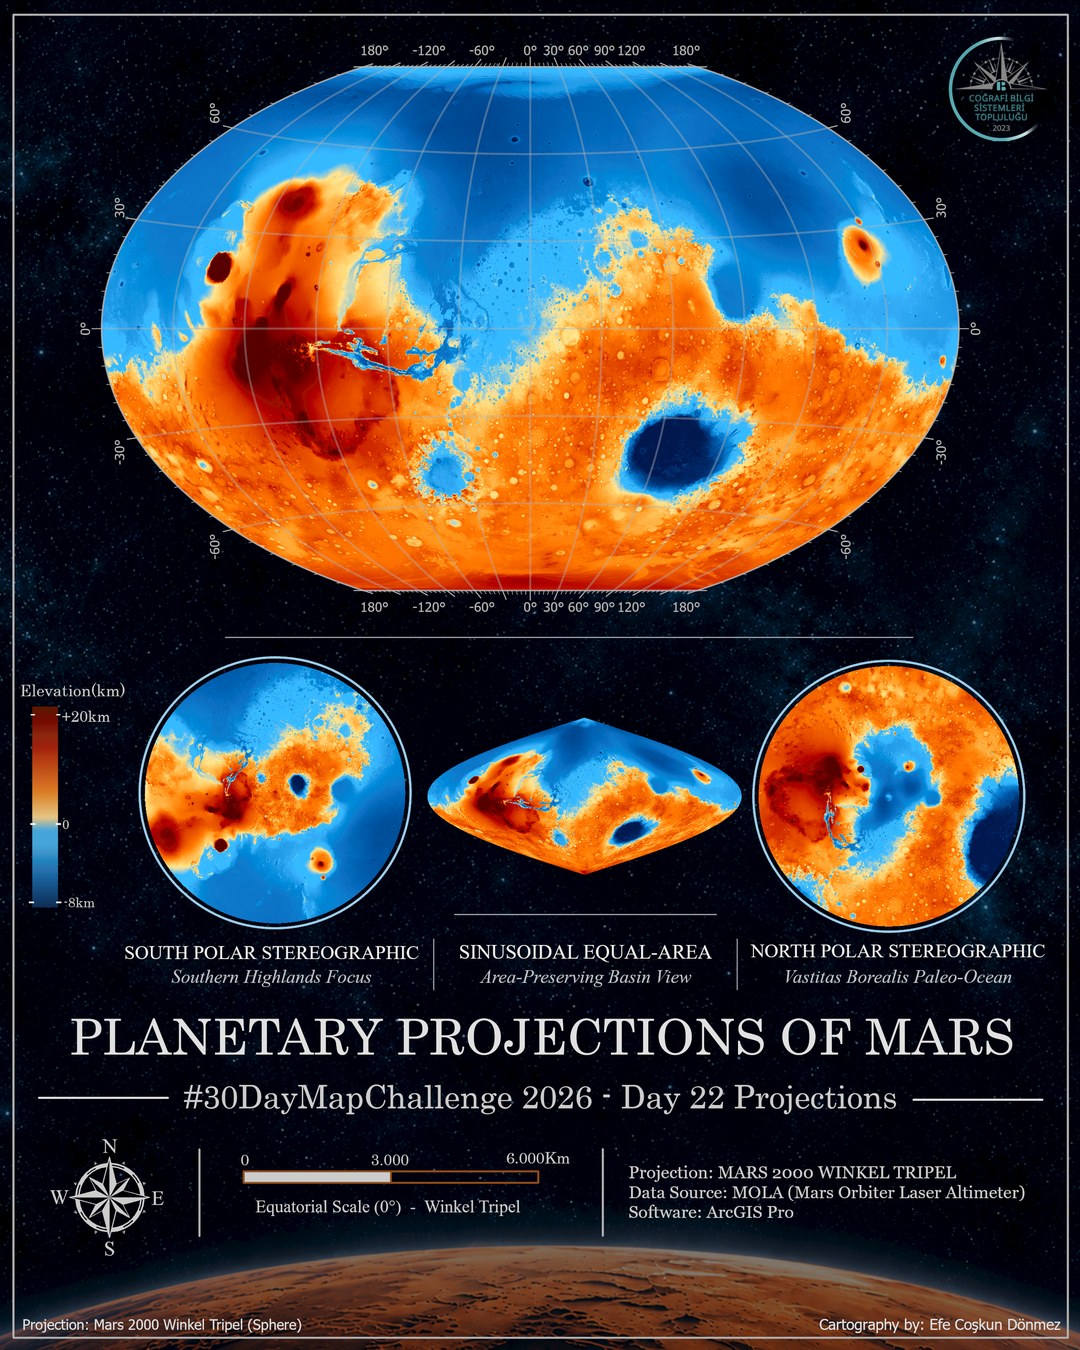 180° -120° -60° 0° 30° 60° 90° 120° 180°
COĞRAFİ BİLGİ
SİSTEMLERİ
TOPLULUĞU
2023
60° 60°
30° 30°
0° 0°
-30° -30°
-60° -60°
180° -120° -60° 0° 30° 60° 90° 120° 180°
Elevation(km)
+20km
0
-8km
SOUTH POLAR STEREOGRAPHIC
Southern Highlands Focus
SINUSOIDAL EQUAL-AREA
Area-Preserving Basin View
NORTH POLAR STEREOGRAPHIC
Vastitas Borealis Paleo-Ocean
PLANETARY PROJECTIONS OF MARS
#30DayMapChallenge 2026 - Day 22 Projections
N
W E
S
0 3.000 6.000Km
Equatorial Scale (0°) - Winkel Tripel
Projection: MARS 2000 WINKEL TRIPEL
Data Source: MOLA (Mars Orbiter Laser Altimeter)
Software: ArcGIS Pro
Projection: Mars 2000 Winkel Tripel (Sphere)
Cartography by: Efe Coşkun Dönmez